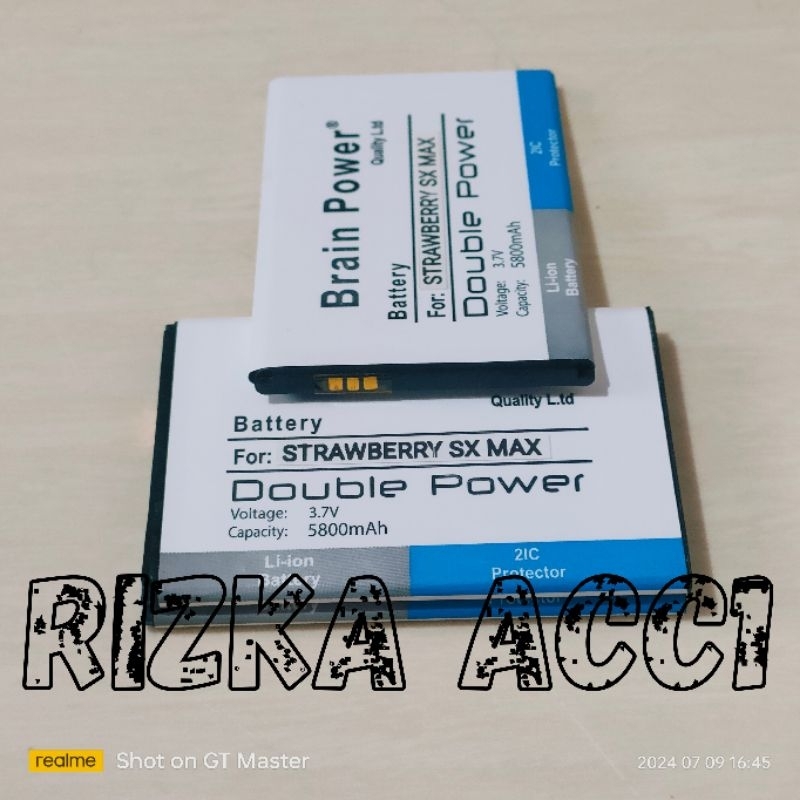 Brain Power®
Quality L.td
Battery
For: STRAWBERRY SX MAX
Double Power
Voltage: 3.7V
Capacity: 5800mAh
Li-ion
Battery
2IC
Protector
Quality L.td
Battery
For: STRAWBERRY SX MAX
Double Power
Voltage: 3.7V
Capacity: 5800mAh
Li-ion
Battery
2IC
Protector
RIZKA ACC1
realme Shot on GT Master
2024 07 09 16:45